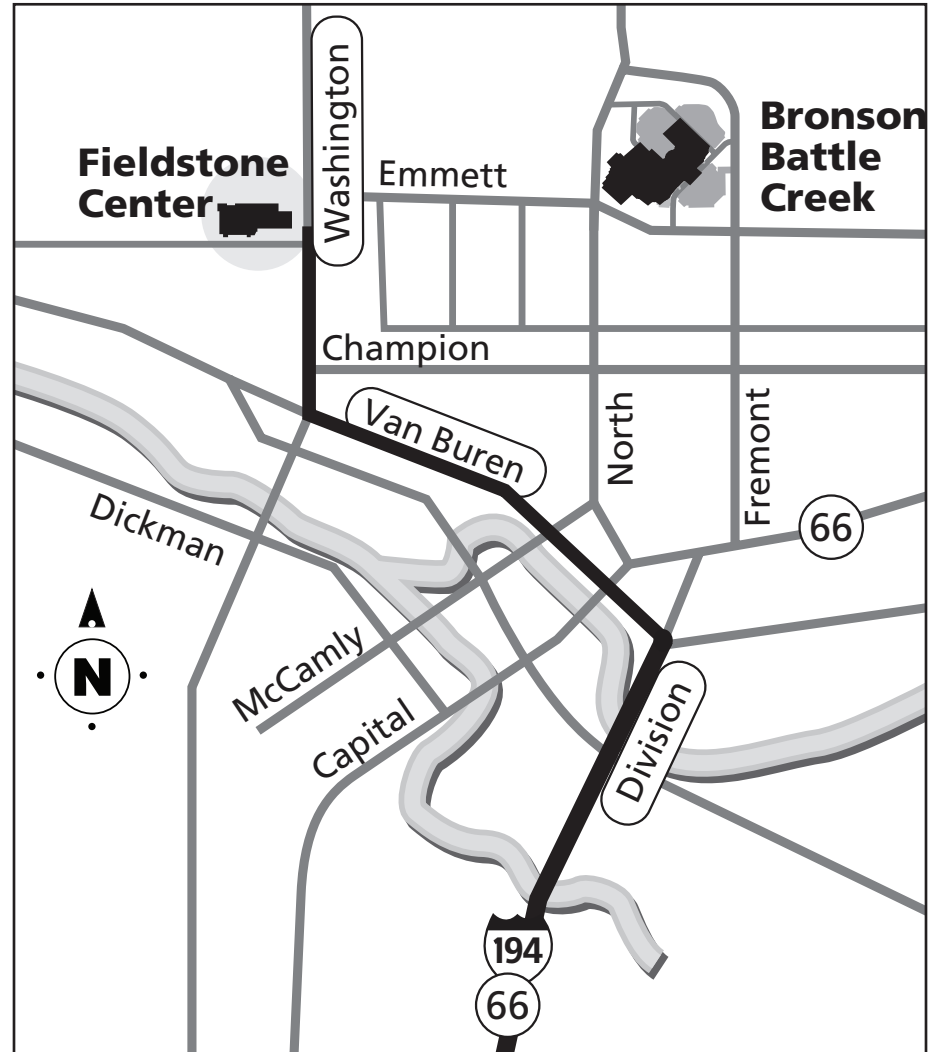 Washington
Bronson
Battle
Creek
Fieldstone
Center
Emmett
Champion
Van Buren
North
Fremont
66
Dickman
N
McCamly
Capital
Division
194
66